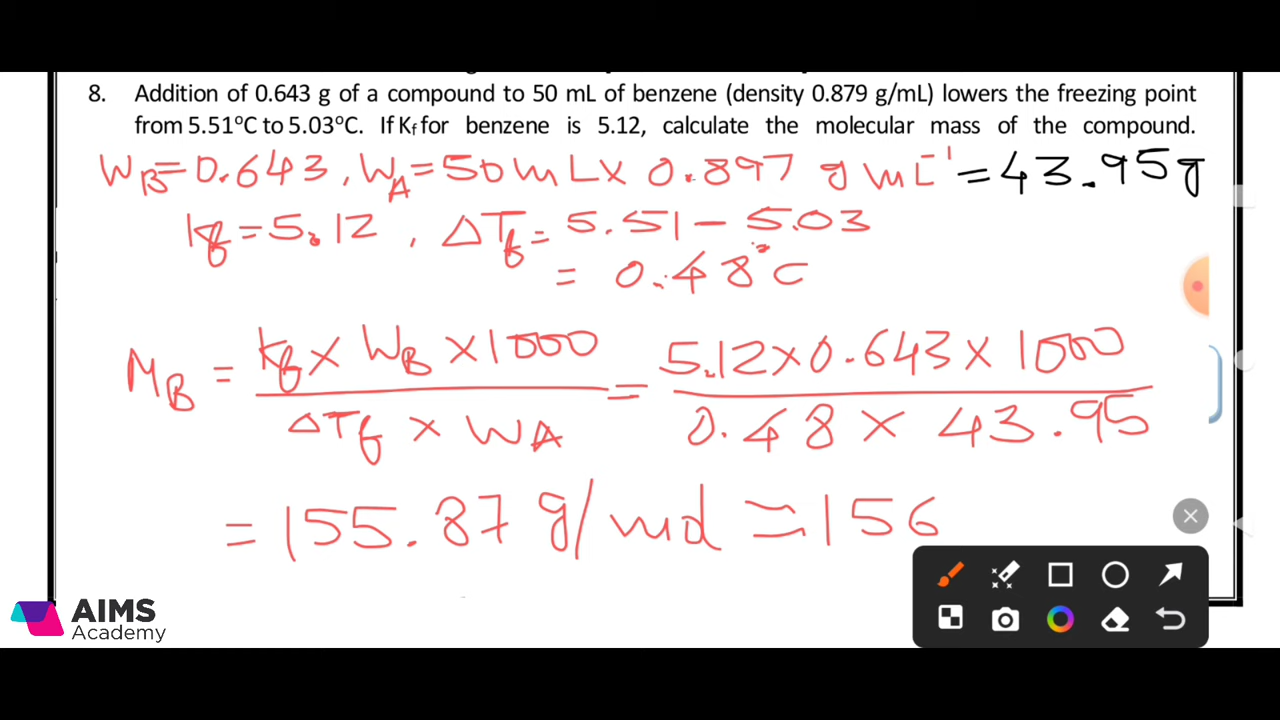 8. Addition of 0.643 g of a compound to 50 mL of benzene (density 0.879 g/mL) lowers the freezing point
from 5.51°C to 5.03°C. If Kf for benzene is 5.12, calculate the molecular mass of the compound.
WB = 0.643, WA = 50 mL × 0.897 g mL⁻¹ = 43.95g
Kf = 5.12, ΔTf = 5.51 − 5.03
= 0.48°C
MB = Kf × WB × 1000 / ΔTf × WA = 5.12 × 0.643 × 1000 / 0.48 × 43.95
= 155.87 g/mol ≃ 156
AIMS
Academy